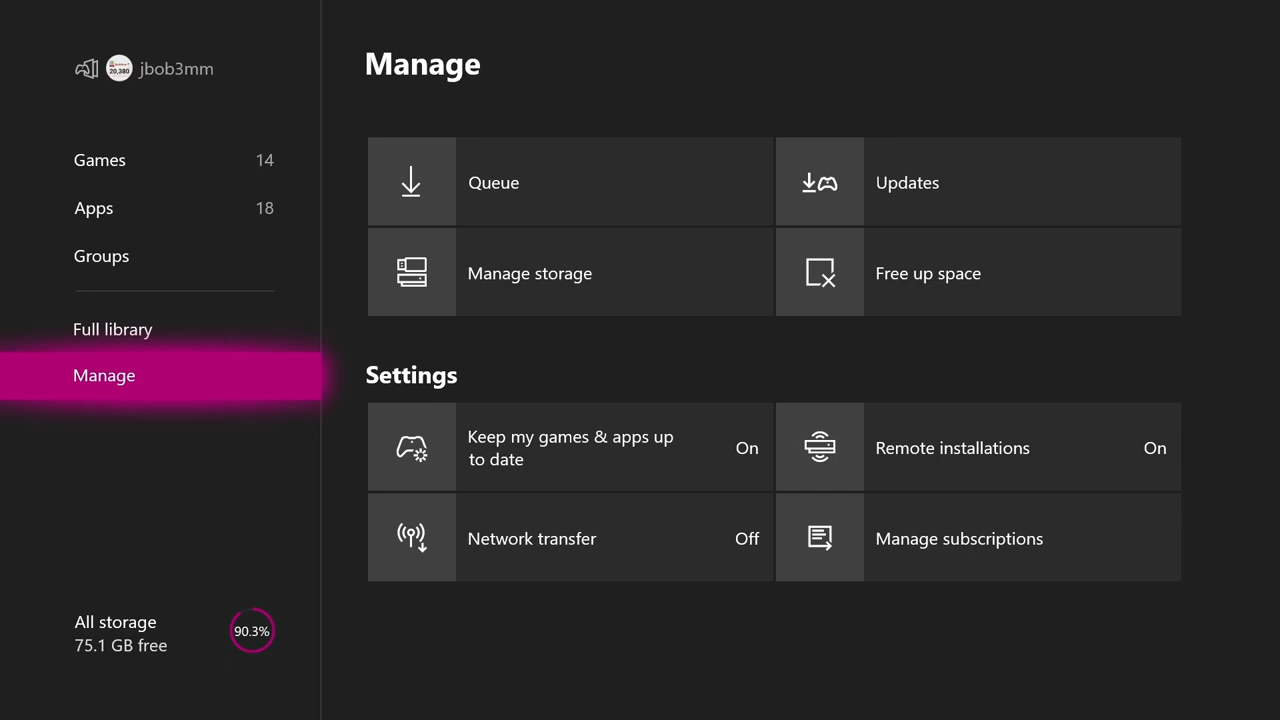 20,380
jbob3mm
Games 14
Apps 18
Groups
Full library
Manage
All storage
75.1 GB free
90.3%
Manage
Queue
Updates
Manage storage
Free up space
Settings
Keep my games & apps up
to date
On
Remote installations
On
Network transfer
Off
Manage subscriptions